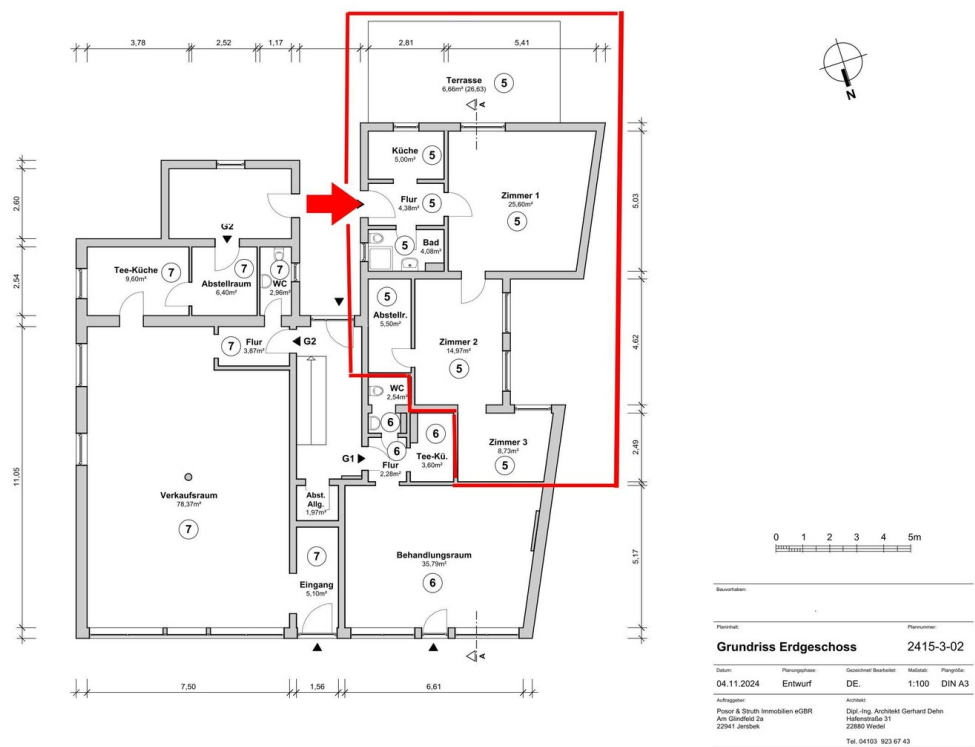 3,78
2,52
1,17
2,81
5,41
Terrasse
6,66m² (26,63)
5
A
N
Küche
5,00m²
5
Flur
4,38m²
5
Zimmer 1
25,60m²
5
5
Bad
4,08m²
5,03
2,60
G2
Tee-Küche
9,60m²
7
7
Abstellraum
6,40m²
7
WC
2,96m²
2,54
5
Abstellr.
5,50m²
Zimmer 2
14,97m²
5
4,62
7
Flur
3,87m²
G2
WC
2,54m²
6
6
Flur
2,28m²
G1
6
Tee-Kü.
3,60m²
Zimmer 3
8,73m²
5
2,49
11,05
Verkaufsraum
78,37m²
7
Abst.
Allg.
1,97m²
7
Eingang
5,10m²
Behandlungsraum
35,79m²
6
5,17
A
7,50
1,56
6,61
0 1 2 3 4 5m
Bauvorhaben:
Planinhalt:
Plannummer:
Grundriss Erdgeschoss
2415-3-02
Datum:
Planungsphase:
Gezeichnet/ Bearbeitet:
Maßstab:
Plangröße:
04.11.2024
Entwurf
DE.
1:100
DIN A3
Auftraggeber:
Posor & Struth Immobilien eGBR
Am Glindfeld 2a
22941 Jersbek
Architekt:
Dipl.-Ing. Architekt Gerhard Dehn
Hafenstraße 31
22880 Wedel
Tel. 04103 923 67 43